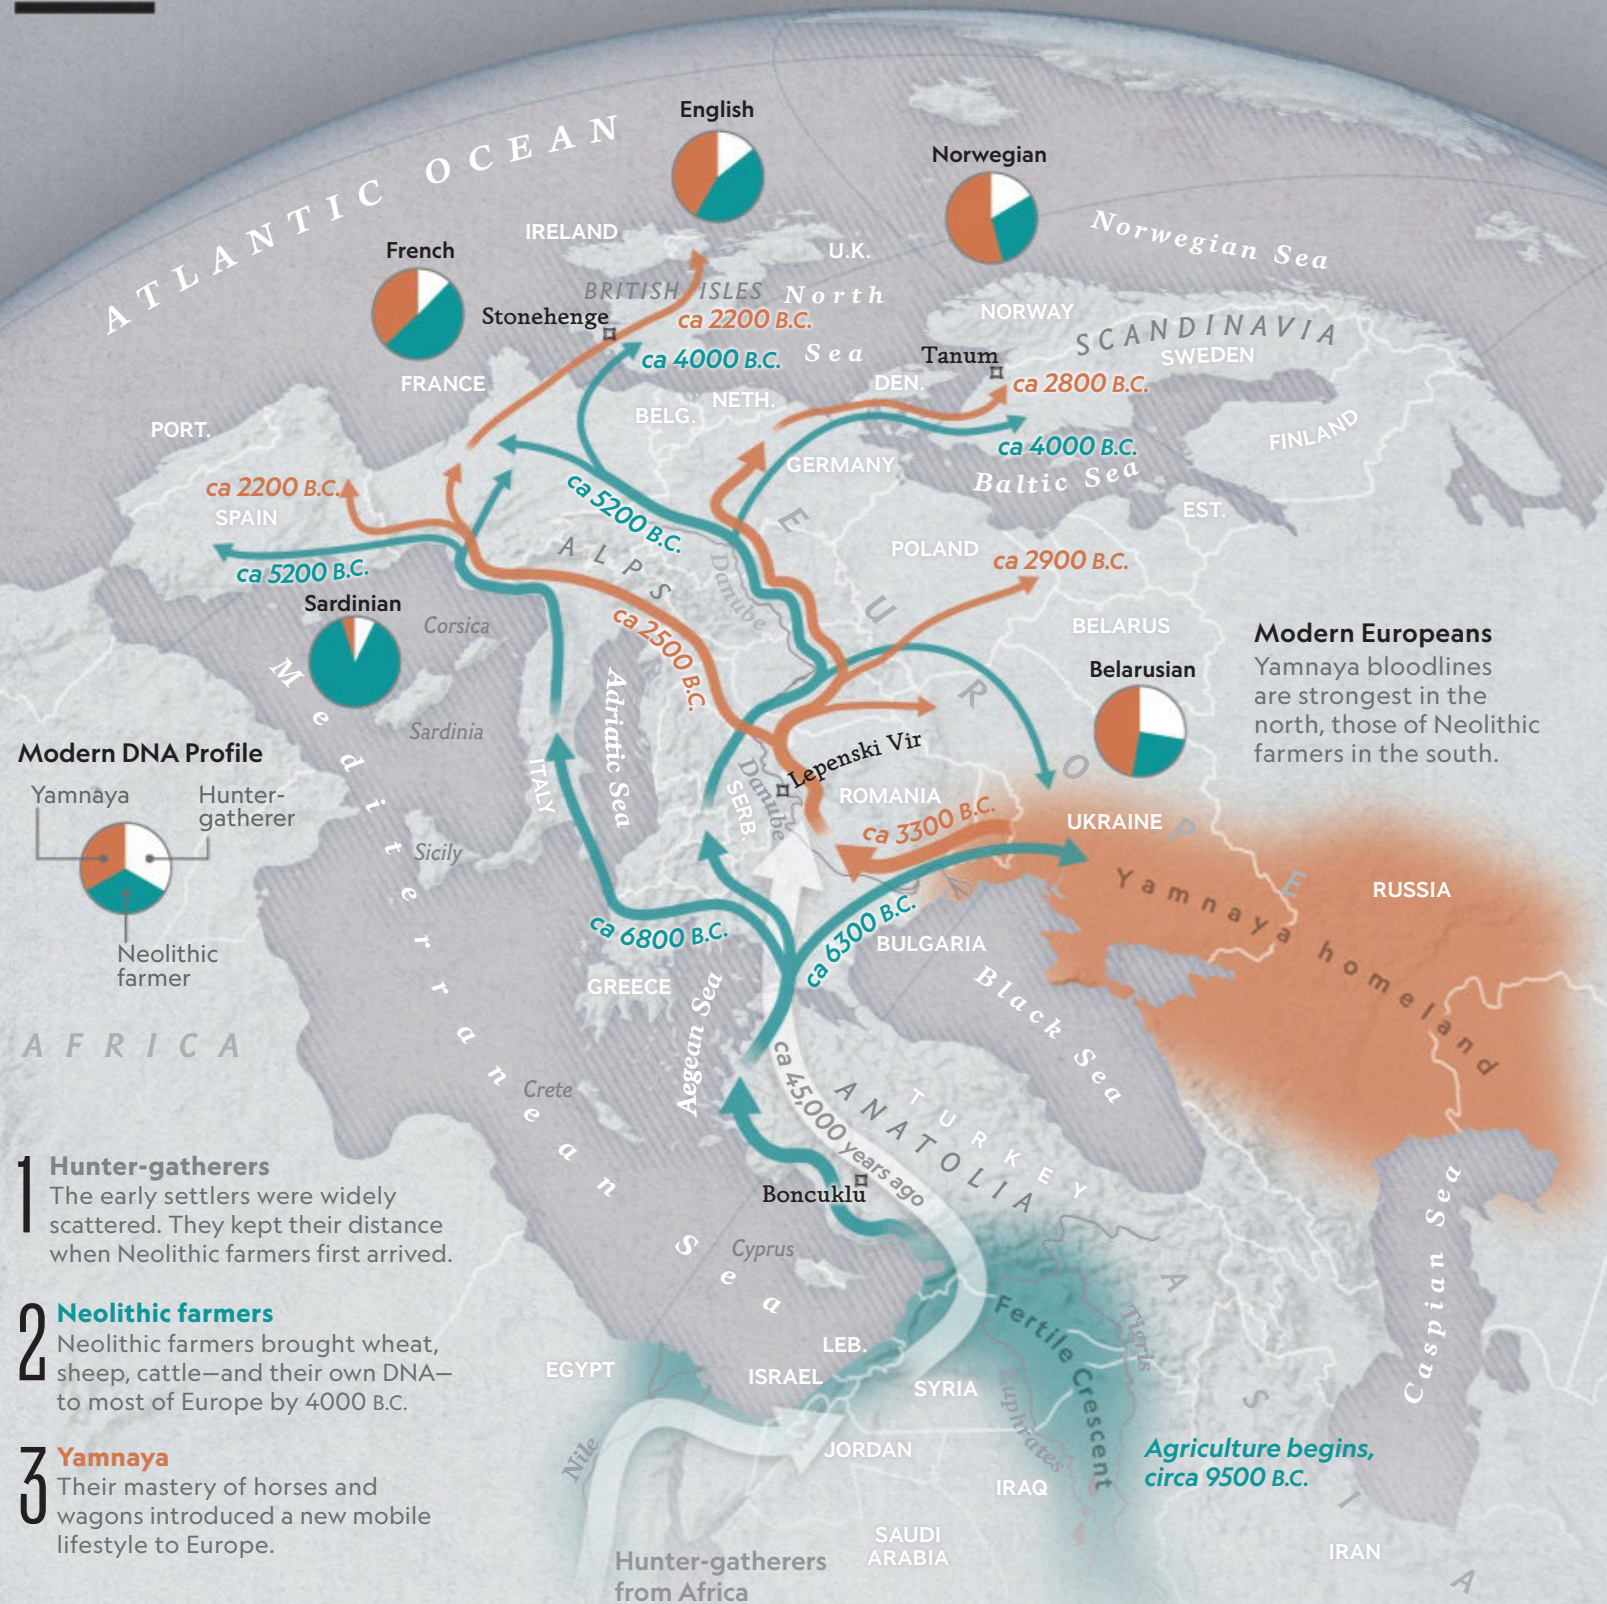 ATLANTIC OCEAN
English
Norwegian
Norwegian Sea
French
IRELAND
U.K.
BRITISH ISLES
North
Sea
Stonehenge
ca 2200 B.C.
ca 4000 B.C.
NORWAY
SCANDINAVIA
SWEDEN
Tanum
ca 2800 B.C.
FRANCE
DEN.
NETH.
BELG.
PORT.
FINLAND
ca 4000 B.C.
GERMANY
Baltic Sea
ca 2200 B.C.
SPAIN
ca 5200 B.C.
EST.
EUROPE
ALPS
POLAND
ca 2900 B.C.
ca 5200 B.C.
Danube
Sardinian
Corsica
ca 2500 B.C.
BELARUS
Belarusian
Modern Europeans
Yamnaya bloodlines
are strongest in the
north, those of Neolithic
farmers in the south.
Mediterranean Sea
Adriatic Sea
Sardinia
Modern DNA Profile
Yamnaya
Hunter-
gatherer
Neolithic
farmer
ITALY
SERB.
Danube
Lepenski Vir
ROMANIA
ca 3300 B.C.
UKRAINE
Sicily
Yamnaya homeland
RUSSIA
ca 6800 B.C.
ca 6300 B.C.
BULGARIA
GREECE
Aegean Sea
Black Sea
AFRICA
Crete
ca 45,000 years ago
ANATOLIA
TURKEY
Boncuklu
Caspian Sea
1
Hunter-gatherers
The early settlers were widely
scattered. They kept their distance
when Neolithic farmers first arrived.
Cyprus
ASIA
2
Neolithic farmers
Neolithic farmers brought wheat,
sheep, cattle—and their own DNA—
to most of Europe by 4000 B.C.
Fertile Crescent
Tigris
Euphrates
LEB.
EGYPT
ISRAEL
SYRIA
Nile
JORDAN
IRAQ
Agriculture begins,
circa 9500 B.C.
3
Yamnaya
Their mastery of horses and
wagons introduced a new mobile
lifestyle to Europe.
SAUDI
ARABIA
IRAN
Hunter-gatherers
from Africa